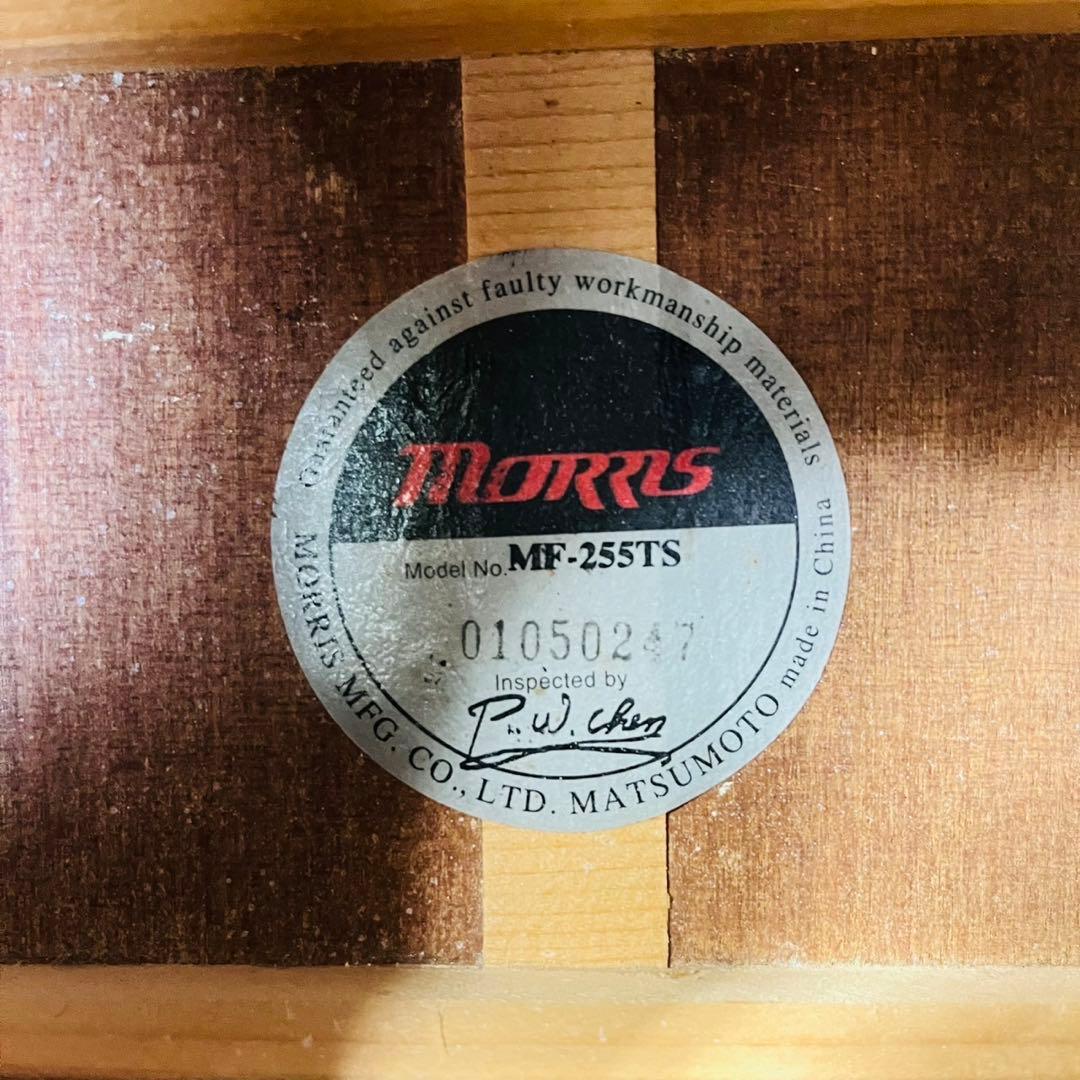 Guaranteed against faulty workmanship materials
MORRIS
Model No. MF-255TS
01050247
Inspected by
P. W. Chen
MORRIS MFG. CO., LTD. MATSUMOTO made in China